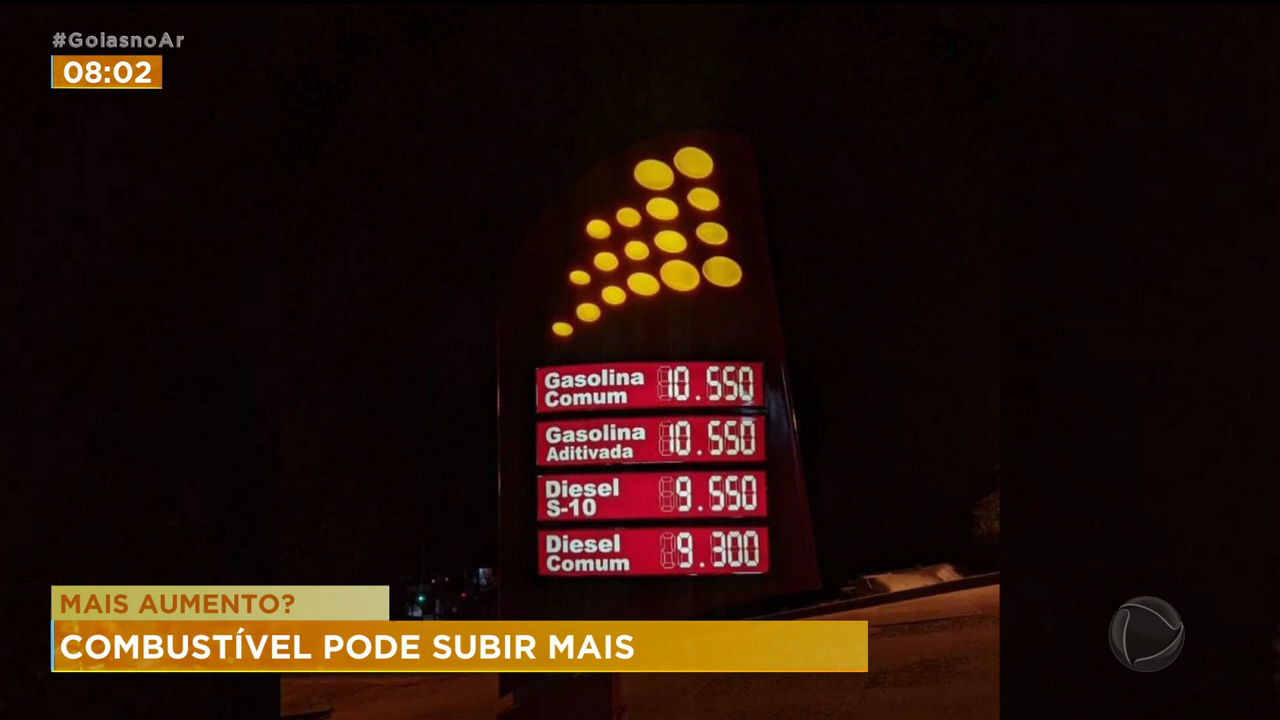 #GoiasnoAr
08:02
Gasolina
Comum
10.550
Gasolina
Aditivada
10.550
Diesel
S-10
9.550
Diesel
Comum
9.300
MAIS AUMENTO?
COMBUSTÍVEL PODE SUBIR MAIS